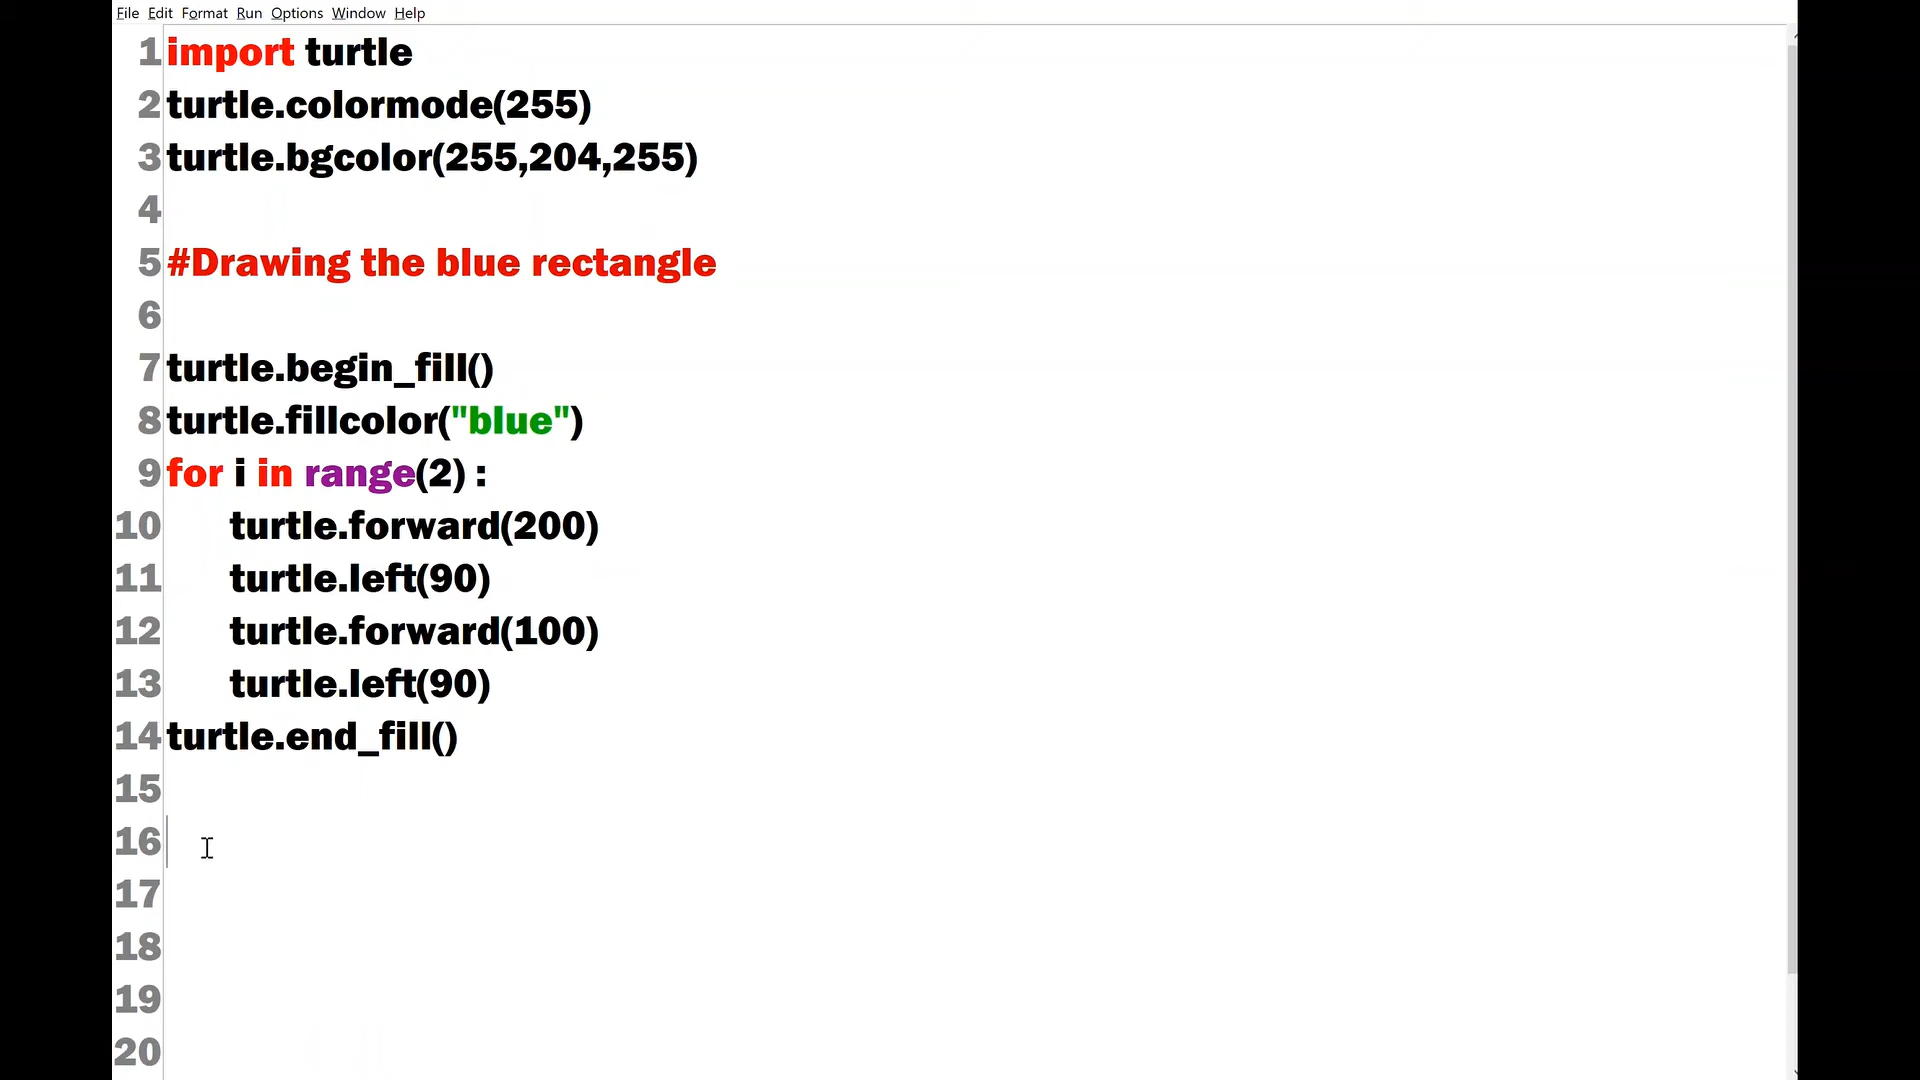 File Edit Format Run Options Window Help
1 import turtle
2 turtle.colormode(255)
3 turtle.bgcolor(255,204,255)
4
5 #Drawing the blue rectangle
6
7 turtle.begin_fill()
8 turtle.fillcolor("blue")
9 for i in range(2) :
10 turtle.forward(200)
11 turtle.left(90)
12 turtle.forward(100)
13 turtle.left(90)
14 turtle.end_fill()
15
16
17
18
19
20